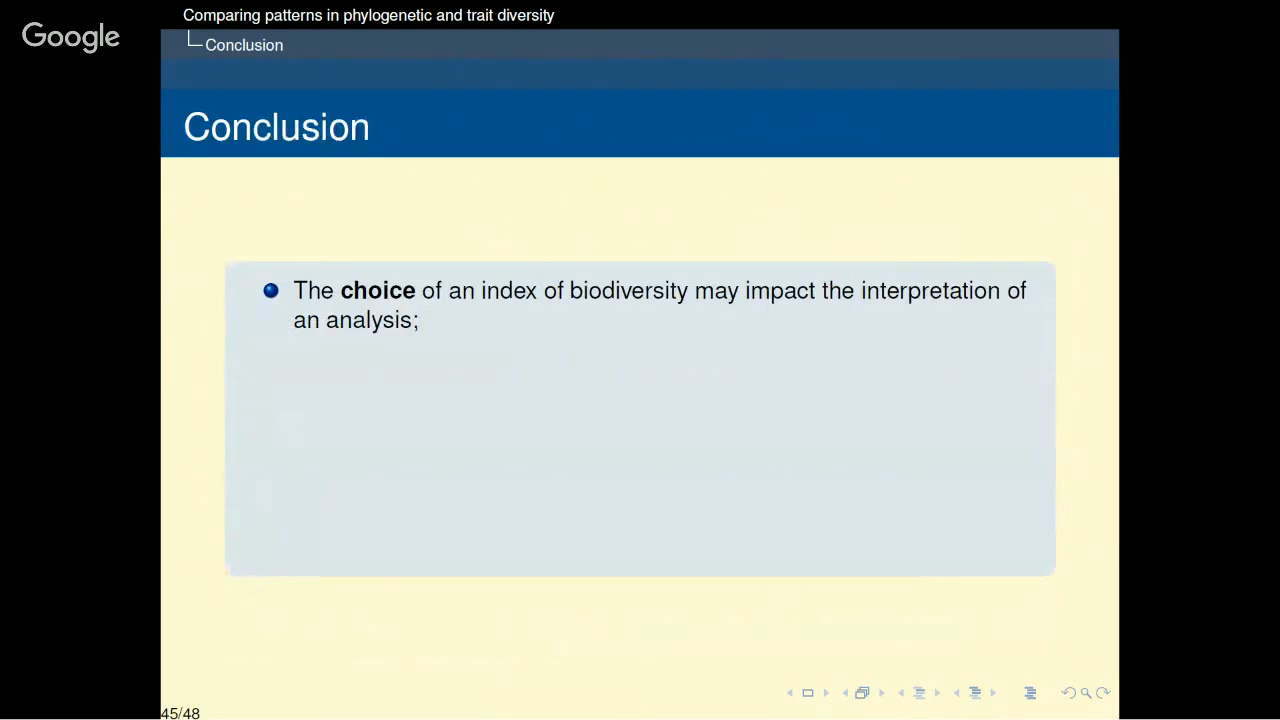 Comparing patterns in phylogenetic and trait diversity
Google
Conclusion
Conclusion
The choice of an index of biodiversity may impact the interpretation of
an analysis;
45/48